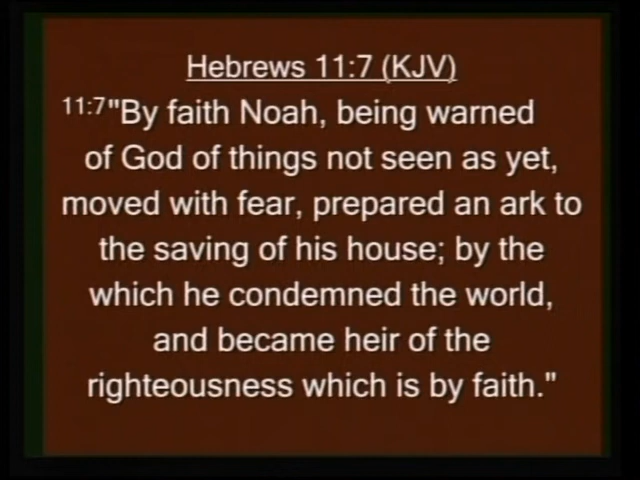 Hebrews 11:7 (KJV)
11:7"By faith Noah, being warned
of God of things not seen as yet,
moved with fear, prepared an ark to
the saving of his house; by the
which he condemned the world,
and became heir of the
righteousness which is by faith."